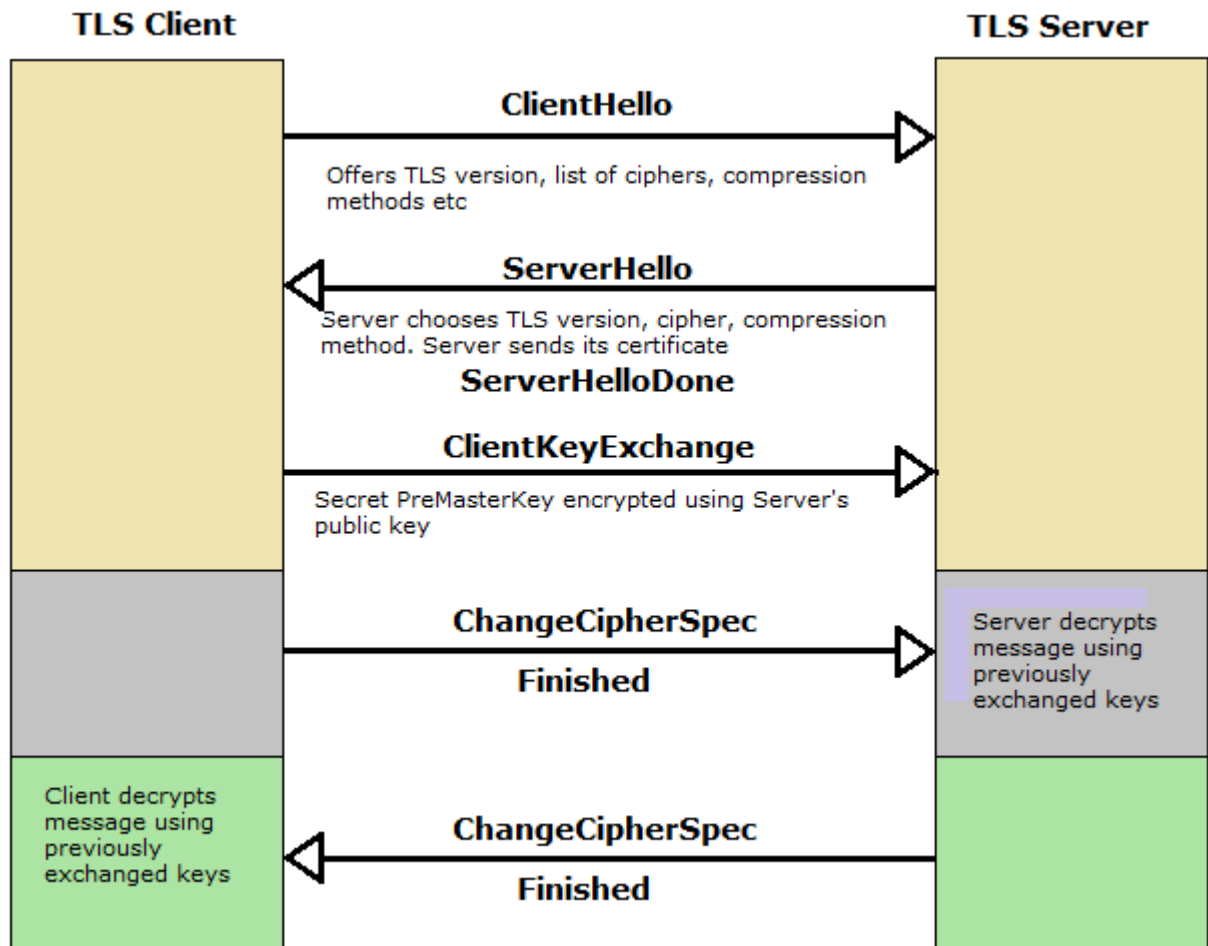 TLS Client
TLS Server
ClientHello
Offers TLS version, list of ciphers, compression
methods etc
ServerHello
Server chooses TLS version, cipher, compression
method. Server sends its certificate
ServerHelloDone
ClientKeyExchange
Secret PreMasterKey encrypted using Server's
public key
ChangeCipherSpec
Finished
Server decrypts
message using
previously
exchanged keys
Client decrypts
message using
previously
exchanged keys
ChangeCipherSpec
Finished